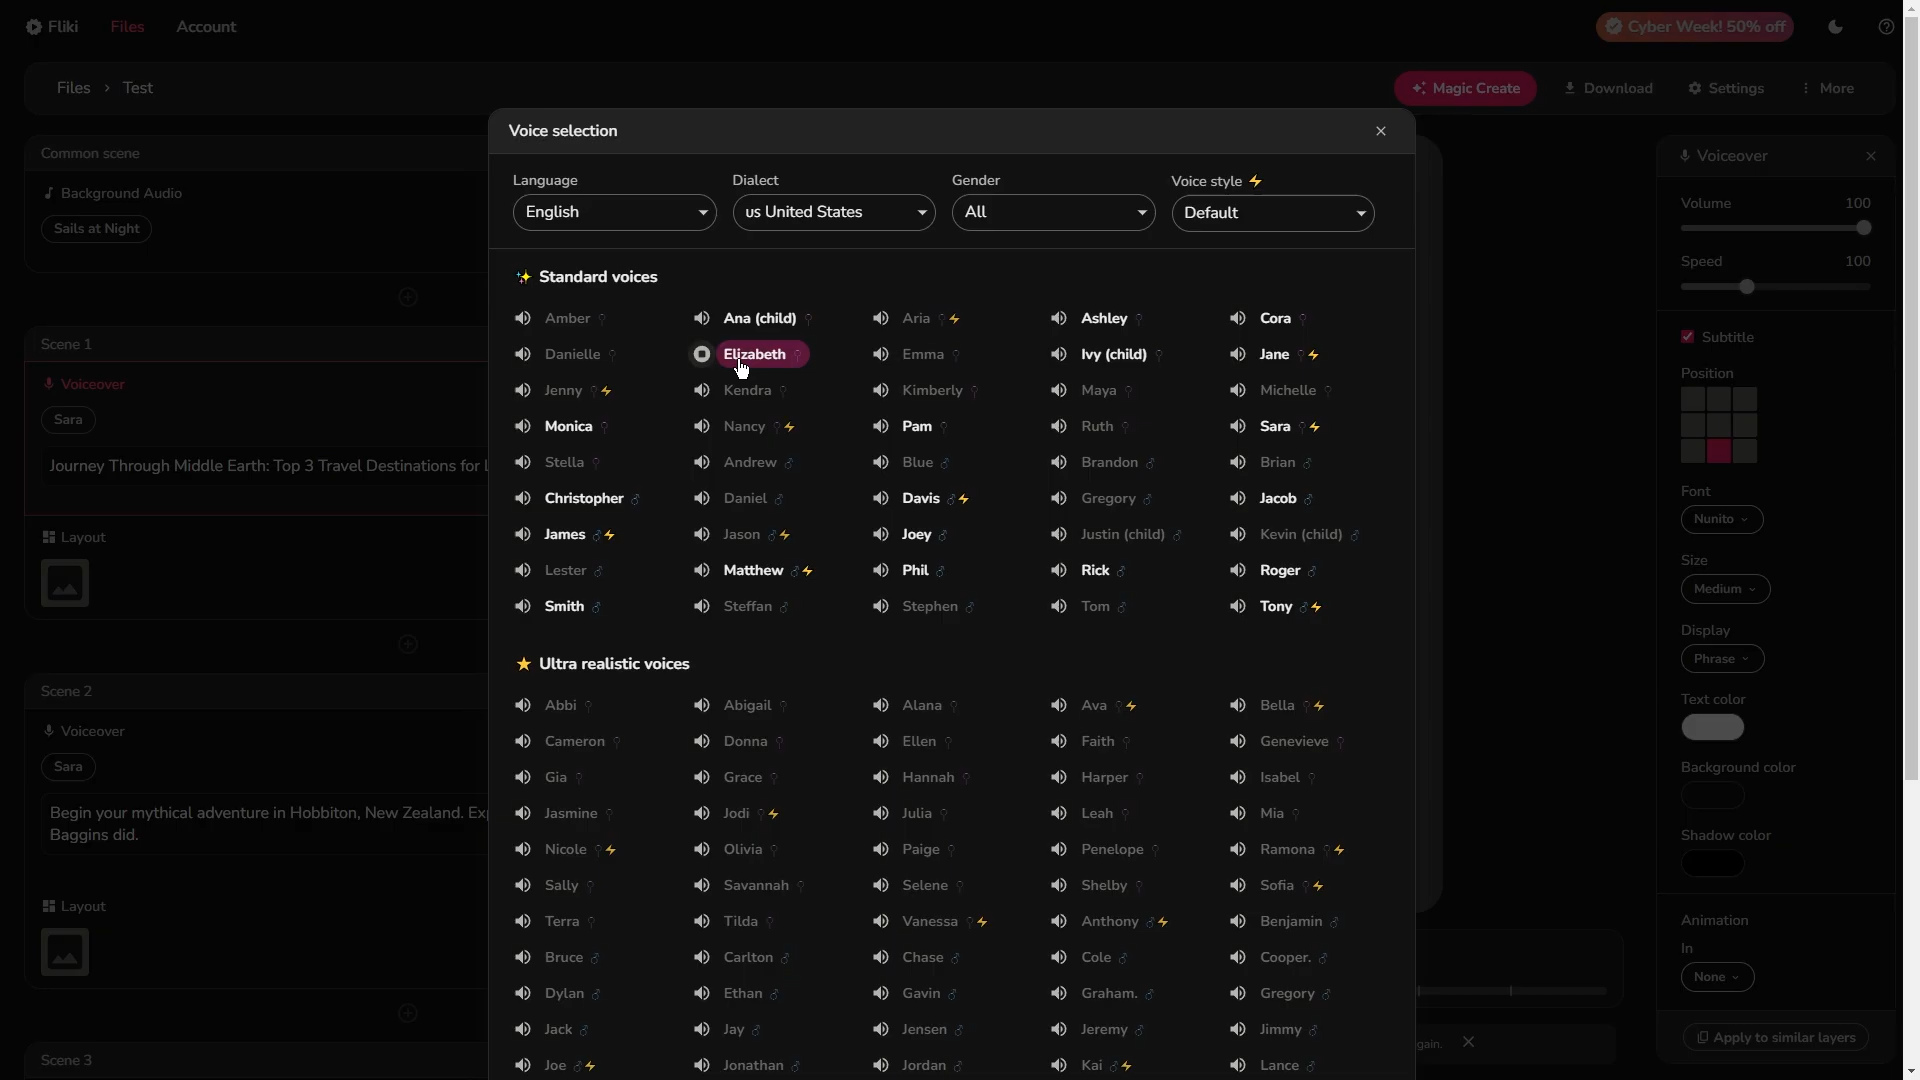 Fliki
Files
Account
Cyber Week! 50% off
Files › Test
Magic Create
Download
Settings
More
Common scene
Background Audio
Sails at Night
Scene 1
Voiceover
Sara
Journey Through Middle Earth: Top 3 Travel Destinations for
Layout
Scene 2
Voiceover
Sara
Begin your mythical adventure in Hobbiton, New Zealand.
Baggins did.
Layout
Scene 3
Voice selection
Language Dialect Gender Voice style
English us United States All Default
Standard voices
Amber Ana (child) Aria Ashley Cora
Danielle Elizabeth Emma Ivy (child) Jane
Jenny Kendra Kimberly Maya Michelle
Monica Nancy Pam Ruth Sara
Stella Andrew Blue Brandon Brian
Christopher Daniel Davis Gregory Jacob
James Jason Joey Justin (child) Kevin (child)
Lester Matthew Phil Rick Roger
Smith Steffan Stephen Tom Tony
Ultra realistic voices
Abbi Abigail Alana Ava Bella
Cameron Donna Ellen Faith Genevieve
Gia Grace Hannah Harper Isabel
Jasmine Jodi Julia Leah Mia
Nicole Olivia Paige Penelope Ramona
Sally Savannah Selene Shelby Sofia
Terra Tilda Vanessa Anthony Benjamin
Bruce Carlton Chase Cole Cooper.
Dylan Ethan Gavin Graham. Gregory
Jack Jay Jensen Jeremy Jimmy
Joe Jonathan Jordan Kai Lance
Voiceover
Volume 100
Speed 100
Subtitle
Position
Font
Nunito
Size
Medium
Display
Phrase
Text color
Background color
Shadow color
Animation
In
None
Apply to similar layers